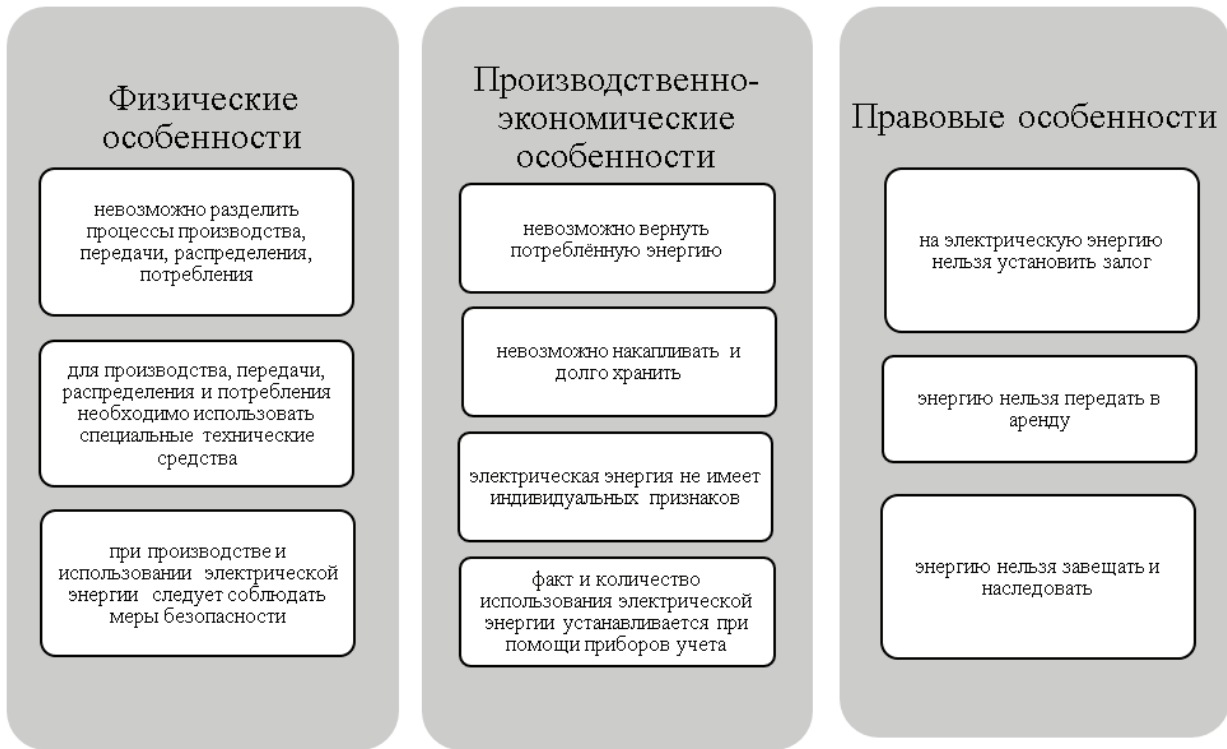 Физические
особенности
невозможно разделить
процессы производства,
передачи, распределения,
потребления
для производства, передачи,
распределения и потребления
необходимо использовать
специальные технические
средства
при производстве и
использовании электрической
энергии следует соблюдать
меры безопасности
Производственно-
экономические
особенности
невозможно вернуть
потреблённую энергию
невозможно накапливать и
долго хранить
электрическая энергия не имеет
индивидуальных признаков
факт и количество
использования электрической
энергии устанавливается при
помощи приборов учета
Правовые особенности
на электрическую энергию
нельзя установить залог
энергию нельзя передать в
аренду
энергию нельзя завещать и
наследовать